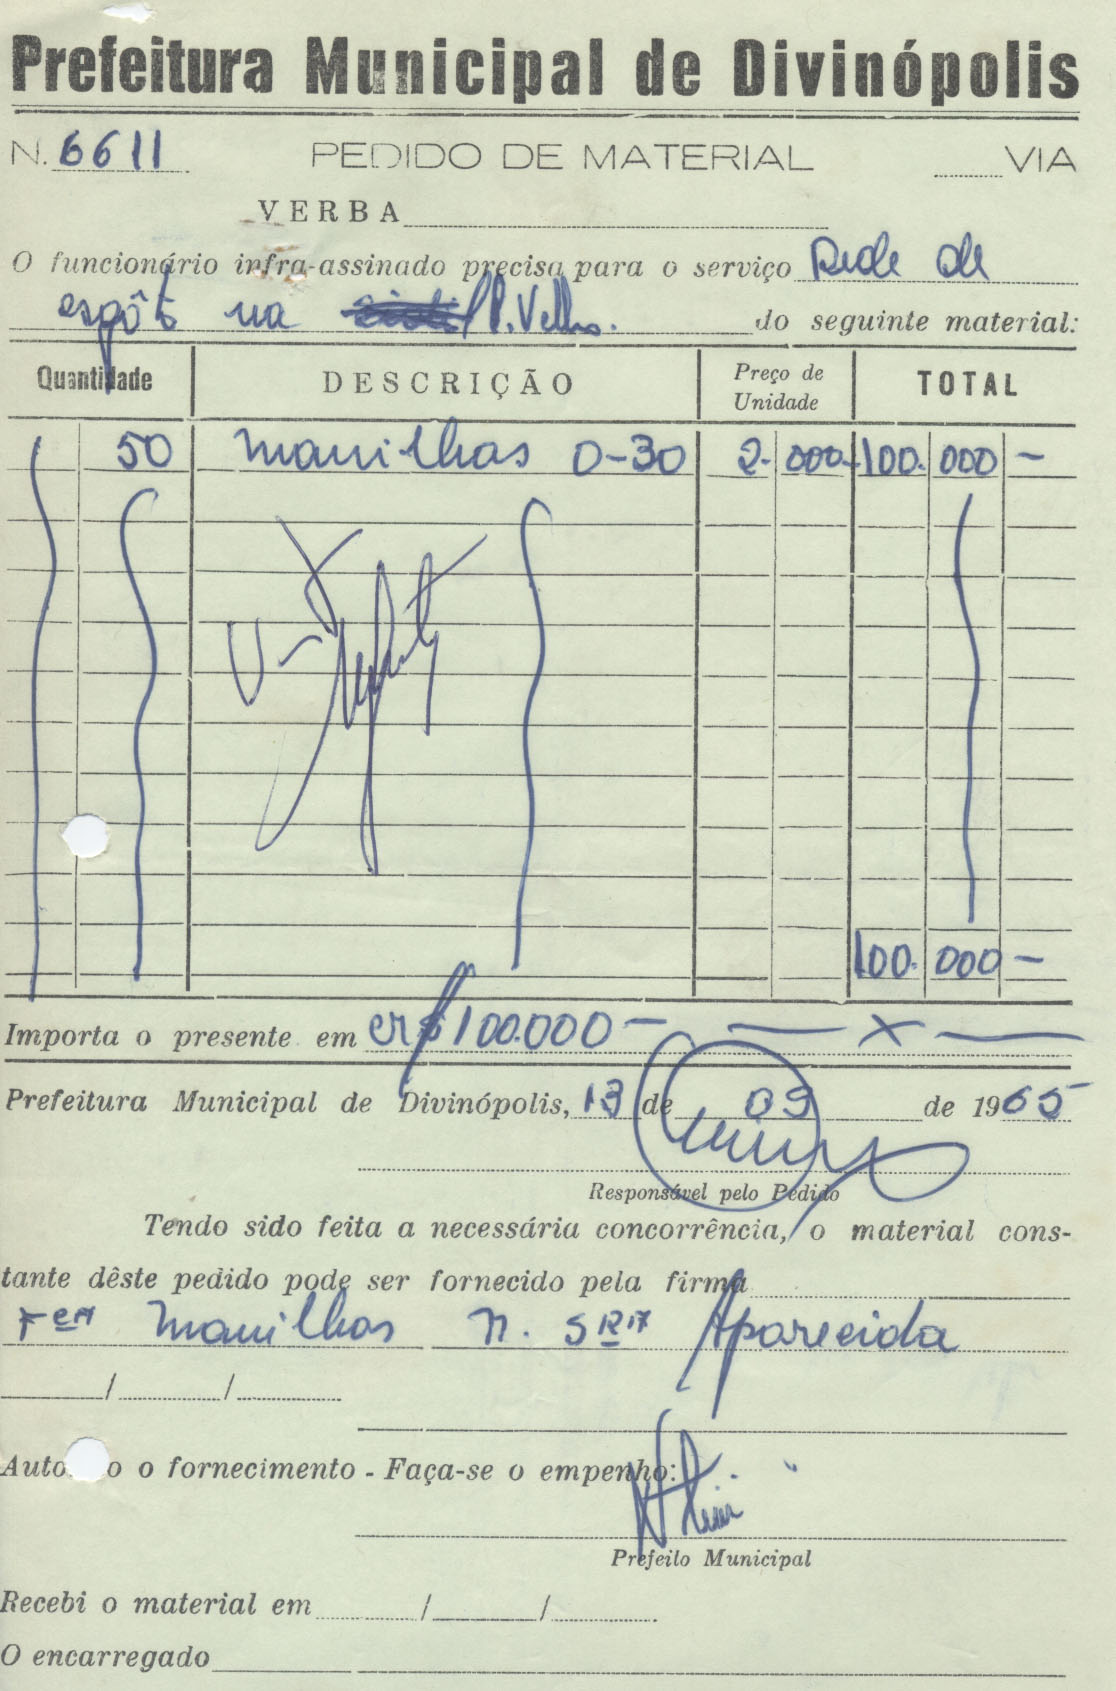 Prefeitura Municipal de Divinópolis
N. 6611 PEDIDO DE MATERIAL VIA
VERBA
O funcionário infra-assinado precisa para o serviço Rede de
esgôto na P. Velho. do seguinte material:
Quantidade DESCRIÇÃO Preço de Unidade TOTAL
50 Manilhas 0-30 2.000 100.000 -
100.000 -
Importa o presente em CR$ 100.000 - — x —
Prefeitura Municipal de Divinópolis, 13 de 09 de 1965
Responsável pelo Pedido
Tendo sido feita a necessária concorrência, o material cons-
tante dêste pedido pode ser fornecido pela firma
Manilhas N. SRA Aparecida
/ /
o fornecimento - Faça-se o empenho:
Prefeito Municipal
Recebi o material em / /
O encarregado